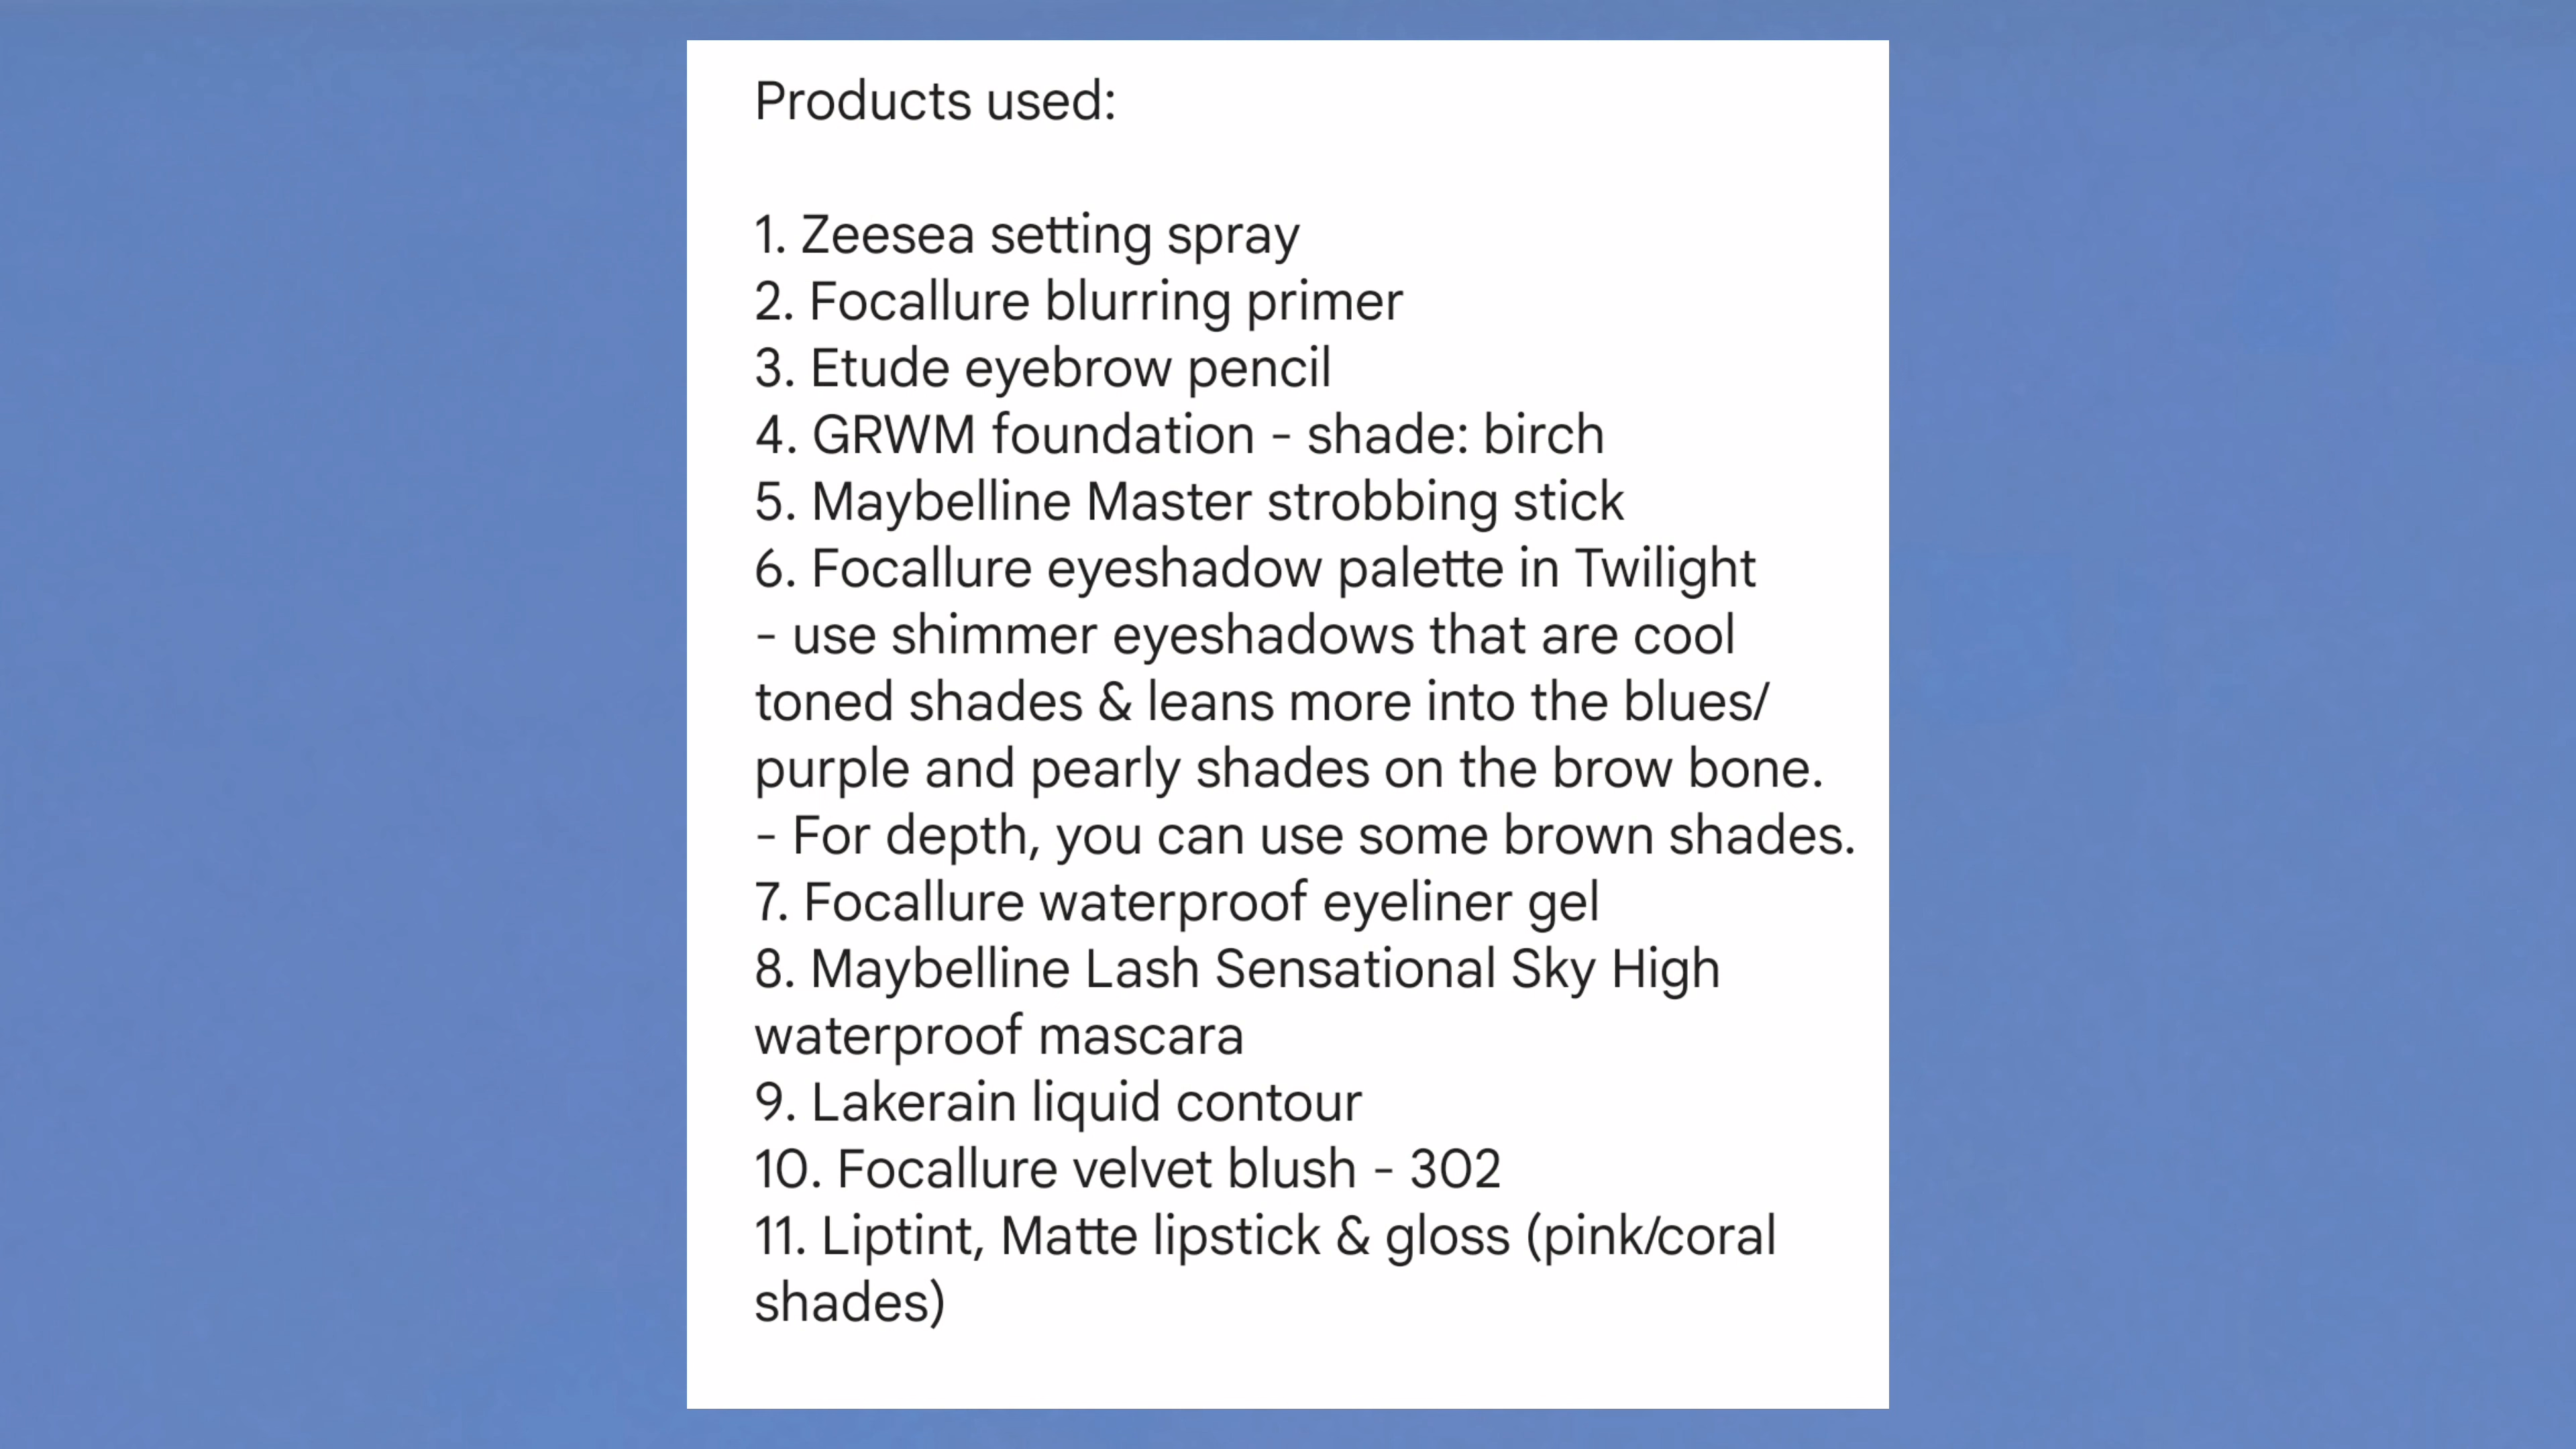 Products used:
1. Zeesea setting spray
2. Focallure blurring primer
3. Etude eyebrow pencil
4. GRWM foundation - shade: birch
5. Maybelline Master strobbing stick
6. Focallure eyeshadow palette in Twilight
- use shimmer eyeshadows that are cool
toned shades & leans more into the blues/
purple and pearly shades on the brow bone.
- For depth, you can use some brown shades.
7. Focallure waterproof eyeliner gel
8. Maybelline Lash Sensational Sky High
waterproof mascara
9. Lakerain liquid contour
10. Focallure velvet blush - 302
11. Liptint, Matte lipstick & gloss (pink/coral
shades)